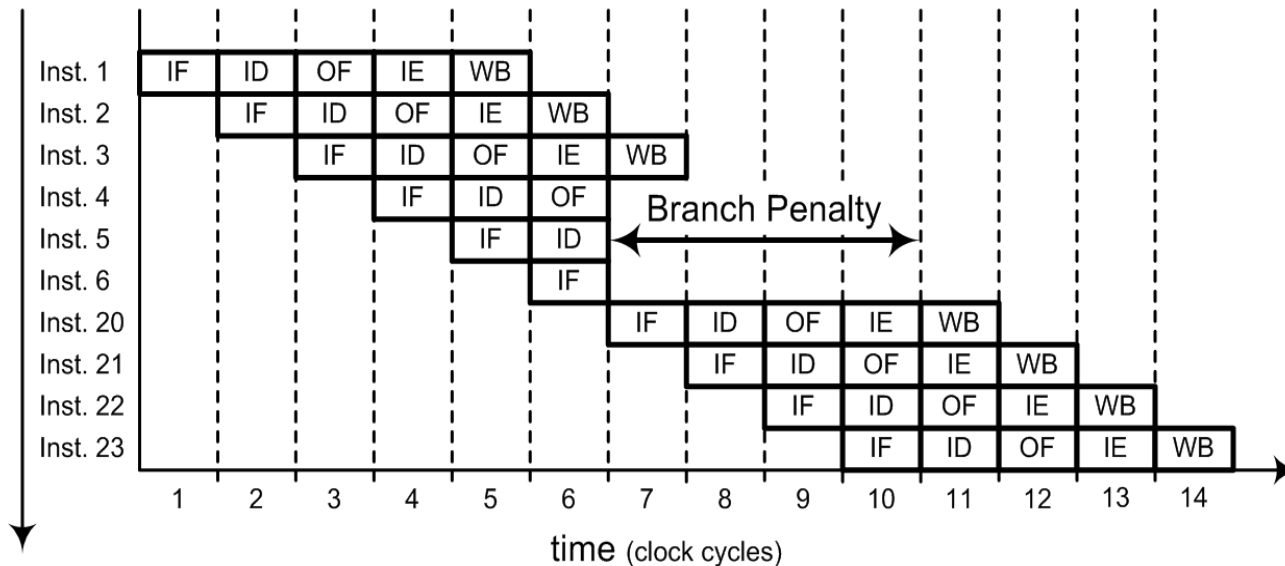 Inst. 1 IF ID OF IE WB
Inst. 2 IF ID OF IE WB
Inst. 3 IF ID OF IE WB
Inst. 4 IF ID OF
Branch Penalty
Inst. 5 IF ID
Inst. 6 IF
Inst. 20 IF ID OF IE WB
Inst. 21 IF ID OF IE WB
Inst. 22 IF ID OF IE WB
Inst. 23 IF ID OF IE WB
1 2 3 4 5 6 7 8 9 10 11 12 13 14
time (clock cycles)